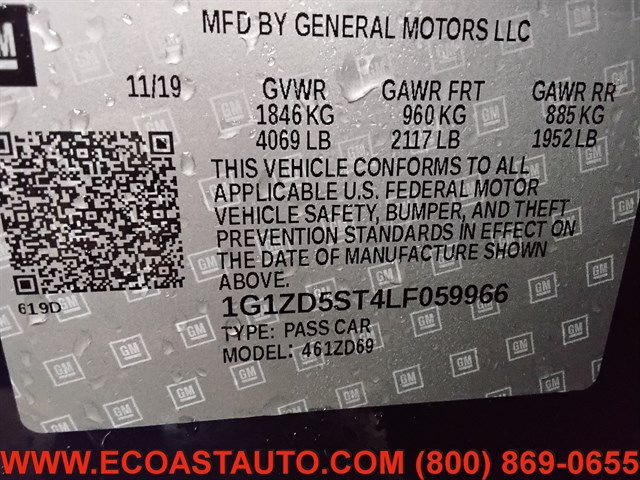 GM
MFD BY GENERAL MOTORS LLC
11/19 GVWR GAWR FRT GAWR RR
1846 KG 960 KG 885 KG
4069 LB 2117 LB 1952 LB
THIS VEHICLE CONFORMS TO ALL
APPLICABLE U.S. FEDERAL MOTOR
VEHICLE SAFETY, BUMPER, AND THEFT
PREVENTION STANDARDS IN EFFECT ON
THE DATE OF MANUFACTURE SHOWN
ABOVE.
619D
1G1ZD5ST4LF059966
TYPE: PASS CAR
MODEL: 461ZD69
WWW.ECOASTAUTO.COM (800) 869-0655